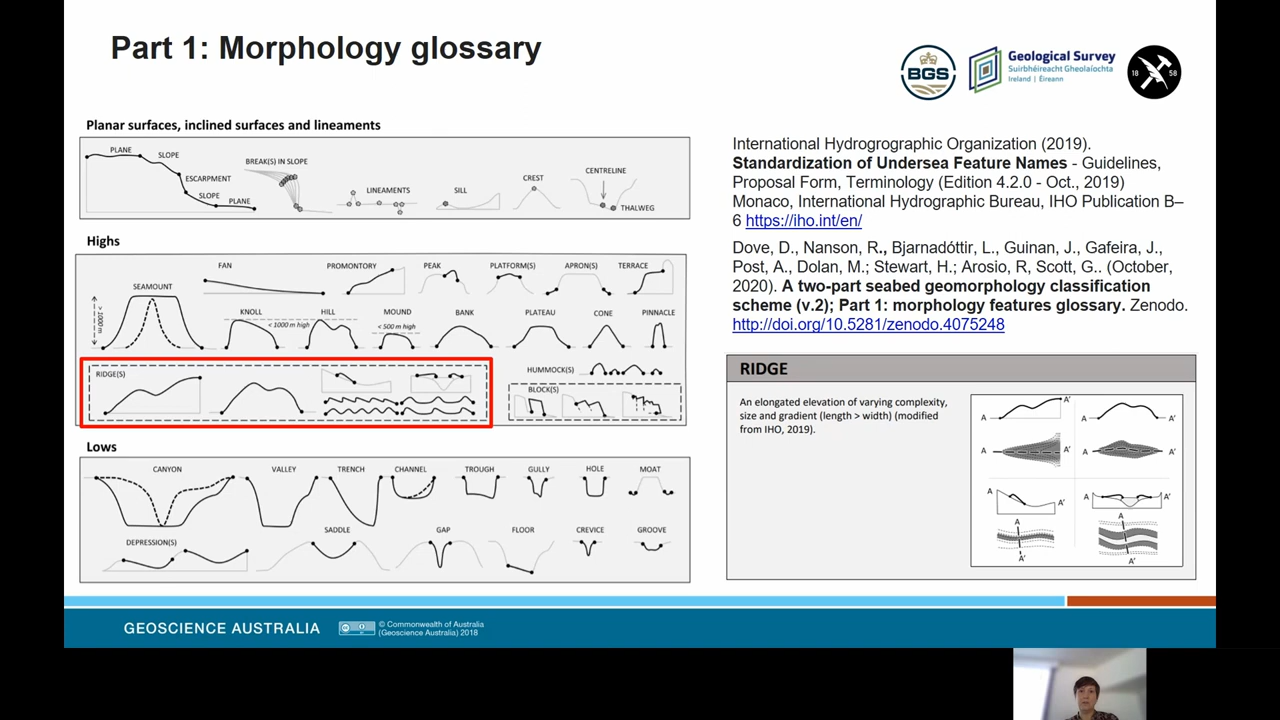 Part 1: Morphology glossary
BGS
Geological Survey
Suirbhéireacht Gheolaíochta
Ireland | Éireann
18 58
Planar surfaces, inclined surfaces and lineaments
PLANE
SLOPE
ESCARPMENT
SLOPE
PLANE
BREAK(S) IN SLOPE
LINEAMENTS
SILL
CREST
CENTRELINE
THALWEG
Highs
FAN
PROMONTORY
PEAK
PLATFORM(S)
APRON(S)
TERRACE
SEAMOUNT
>1000 m
KNOLL
< 1000 m high
HILL
MOUND
< 500 m high
BANK
PLATEAU
CONE
PINNACLE
RIDGE(S)
HUMMOCK(S)
BLOCK(S)
Lows
CANYON
VALLEY
TRENCH
CHANNEL
TROUGH
GULLY
HOLE
MOAT
DEPRESSION(S)
SADDLE
GAP
FLOOR
CREVICE
GROOVE
International Hydrogrographic Organization (2019).
Standardization of Undersea Feature Names - Guidelines,
Proposal Form, Terminology (Edition 4.2.0 - Oct., 2019)
Monaco, International Hydrographic Bureau, IHO Publication B–
6 https://iho.int/en/
Dove, D., Nanson, R., Bjarnadóttir, L., Guinan, J., Gafeira, J.,
Post, A., Dolan, M.; Stewart, H.; Arosio, R, Scott, G.. (October,
2020). A two-part seabed geomorphology classification
scheme (v.2); Part 1: morphology features glossary. Zenodo.
http://doi.org/10.5281/zenodo.4075248
RIDGE
An elongated elevation of varying complexity,
size and gradient (length > width) (modified
from IHO, 2019).
A A'
A A'
A A'
A A'
A A'
A A'
A A'
A A'
GEOSCIENCE AUSTRALIA
© Commonwealth of Australia
(Geoscience Australia) 2018